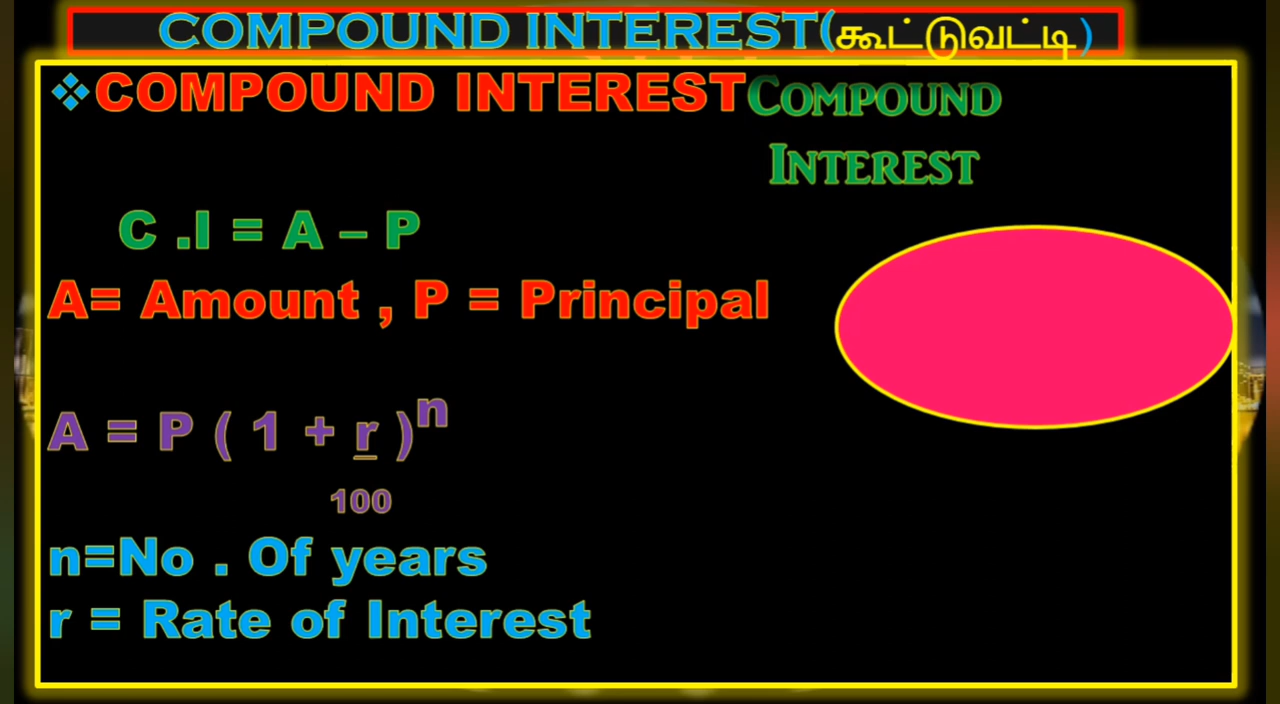 COMPOUND INTEREST(கூட்டுவட்டி)
❖COMPOUND INTEREST
COMPOUND
INTEREST
C .I = A – P
A= Amount , P = Principal
A = P ( 1 + r )n
100
n=No . Of years
r = Rate of Interest